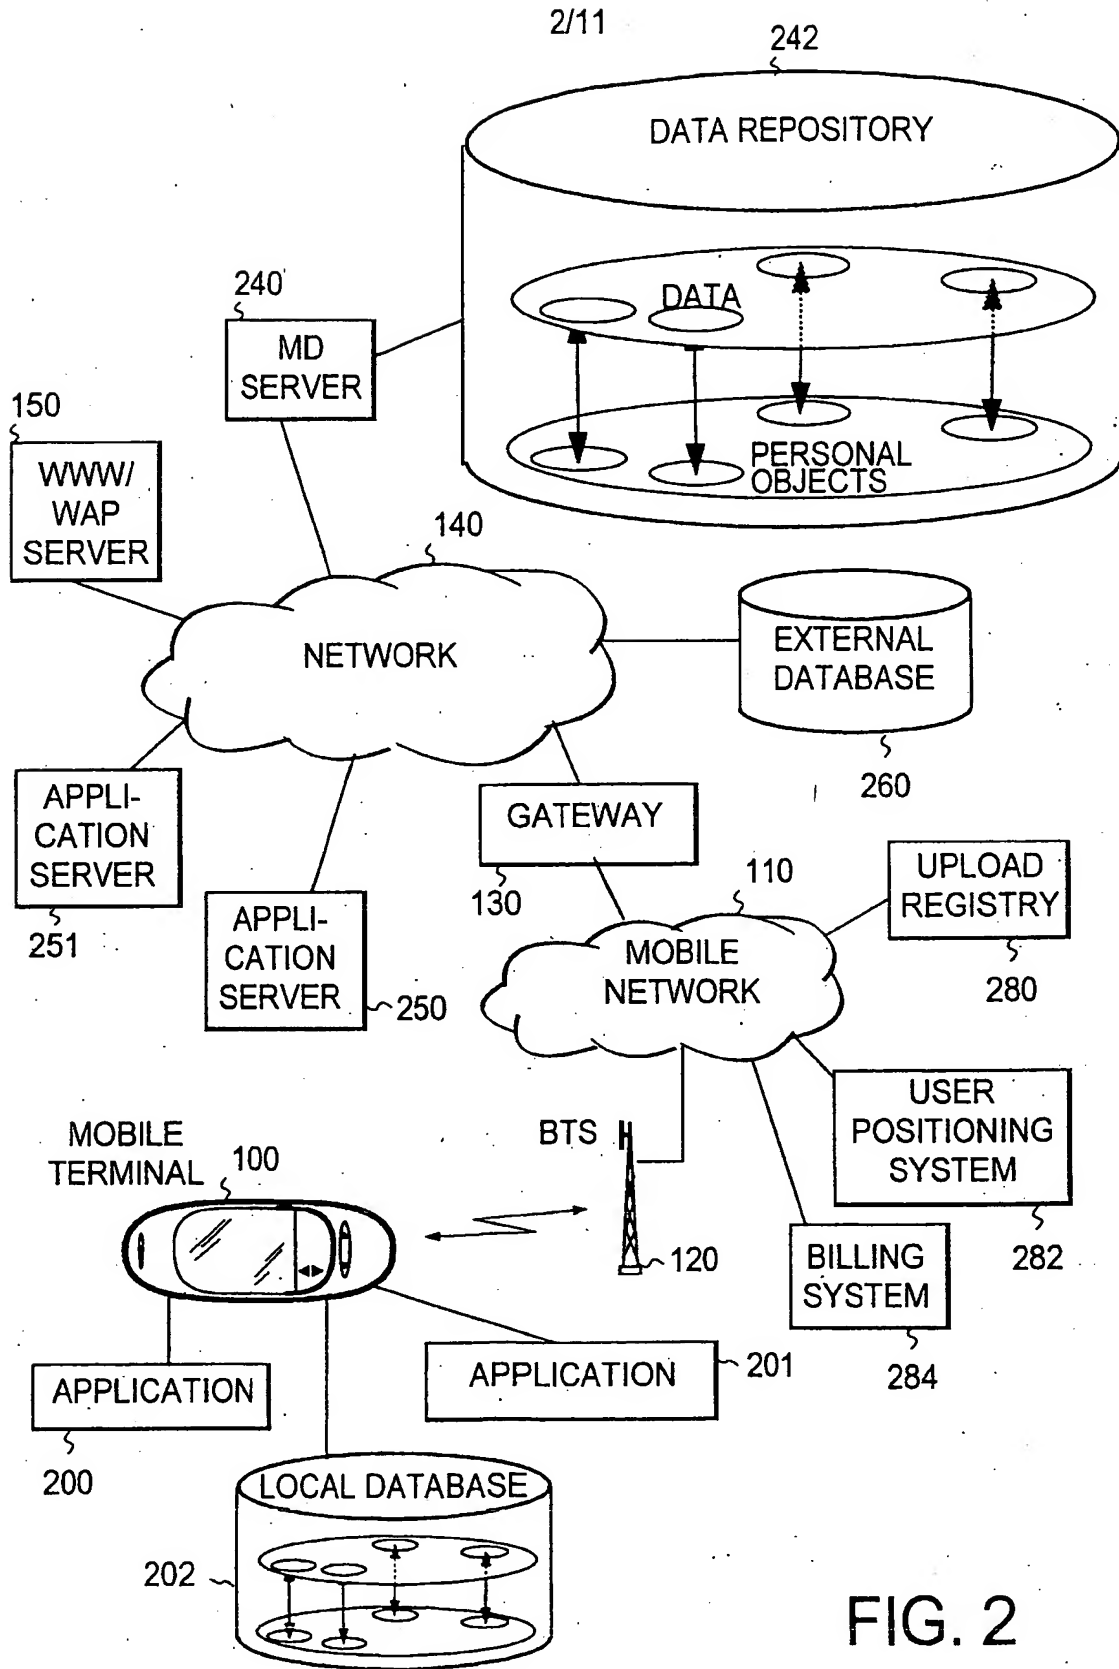 2/11
242
DATA REPOSITORY
DATA
PERSONAL
OBJECTS
240
MD
SERVER
150
WWW/
WAP
SERVER
140
NETWORK
EXTERNAL
DATABASE
260
APPLI-
CATION
SERVER
251
APPLI-
CATION
SERVER
250
GATEWAY
130
110
MOBILE
NETWORK
UPLOAD
REGISTRY
280
USER
POSITIONING
SYSTEM
282
BILLING
SYSTEM
284
BTS
120
MOBILE
TERMINAL
100
APPLICATION
200
APPLICATION
201
LOCAL DATABASE
202
FIG. 2